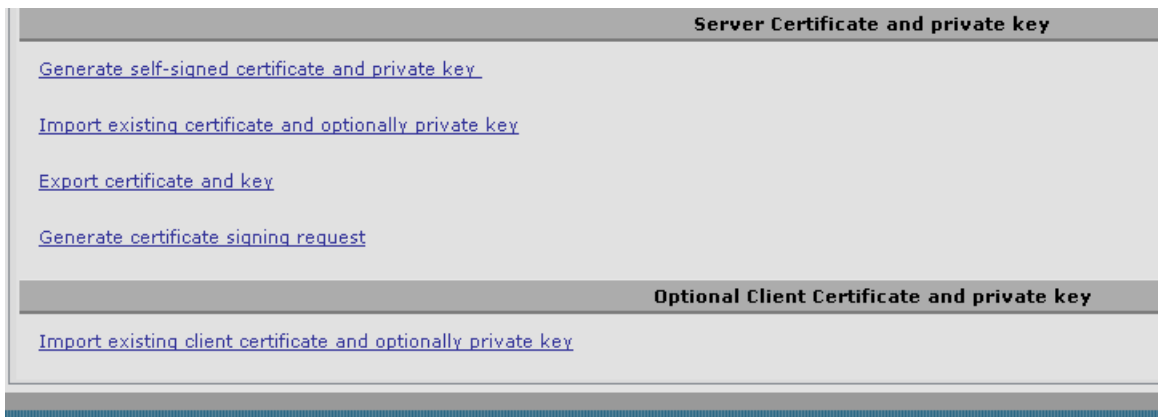 Server Certificate and private key
Generate self-signed certificate and private key
Import existing certificate and optionally private key
Export certificate and key
Generate certificate signing request
Optional Client Certificate and private key
Import existing client certificate and optionally private key